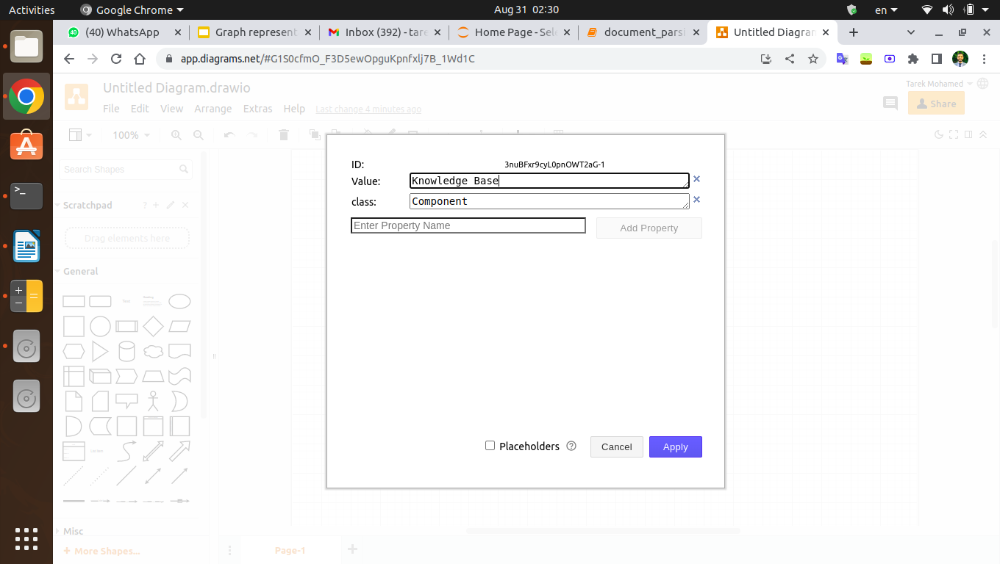 Activities
Google Chrome
Aug 31 02:30
en
(40) WhatsApp
Graph represent
Inbox (392) - tare
Home Page - Sele
document_parsi
Untitled Diagram
app.diagrams.net/#G1S0cfmO_F3D5ewOpguKpnfxlj7B_1Wd1C
Untitled Diagram.drawio
Tarek Mohamed
File Edit View Arrange Extras Help Last change 4 minutes ago
Share
100%
Search Shapes
Scratchpad
Drag elements here
General
Text
Heading
Misc
+ More Shapes...
Page-1
ID: 3nuBFxr9cyL0pnOWT2aG-1
Value: Knowledge Base
class: Component
Enter Property Name
Add Property
Placeholders
Cancel
Apply